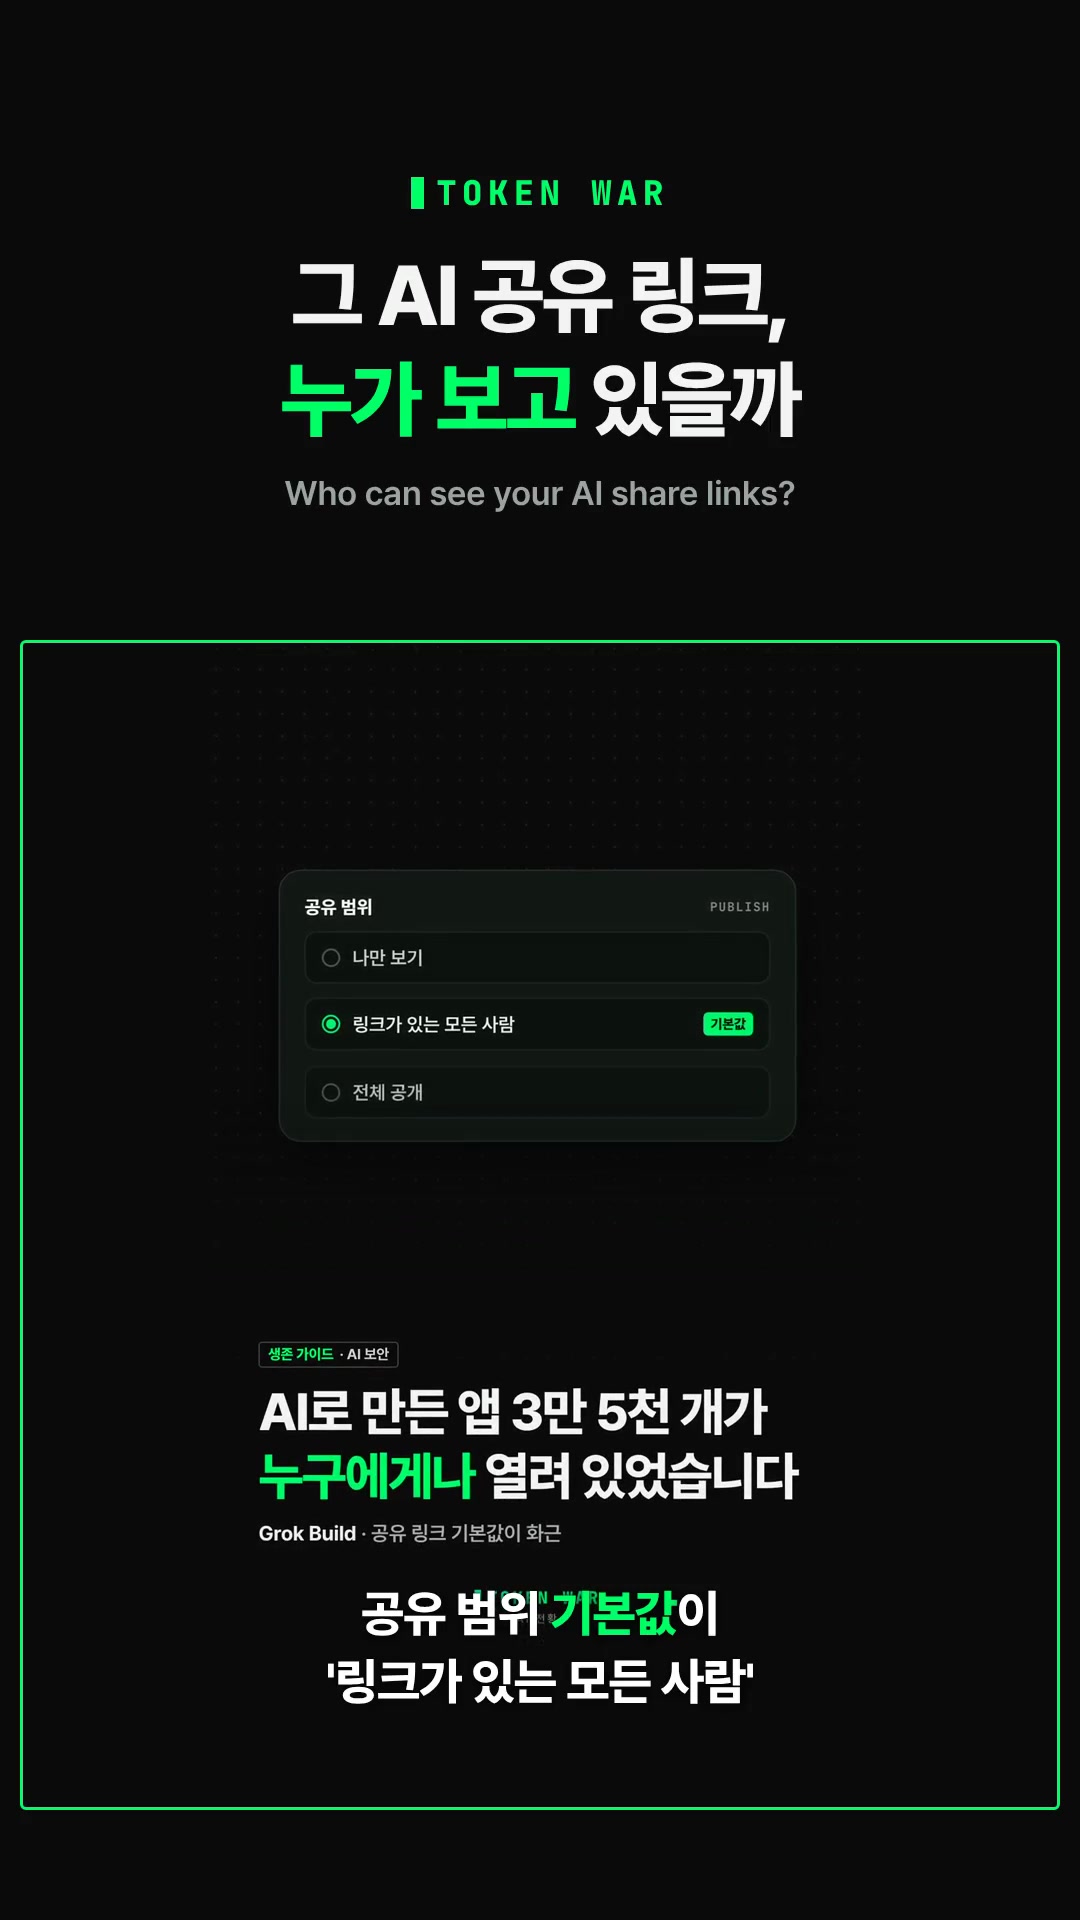 TOKEN WAR
그 AI 공유 링크,
누가 보고 있을까
Who can see your AI share links?
공유 범위
PUBLISH
나만 보기
링크가 있는 모든 사람
기본값
전체 공개
생존 가이드 · AI 보안
AI로 만든 앱 3만 5천 개가
누구에게나 열려 있었습니다
Grok Build · 공유 링크 기본값이 화근
TOKEN WAR
공유 범위 기본값이
'링크가 있는 모든 사람'